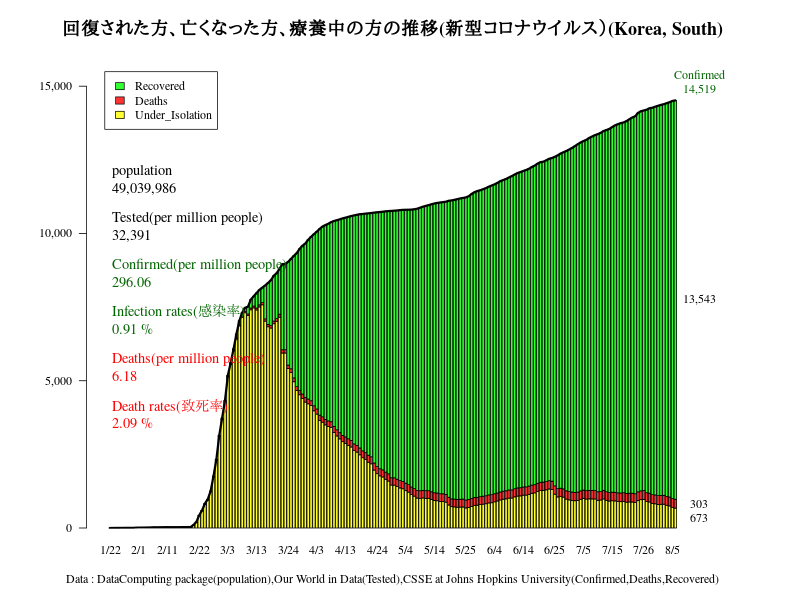 回復された方、亡くなった方、療養中の方の推移(新型コロナウイルス）(Korea, South)
Confirmed
14,519
Recovered
Deaths
Under_Isolation
population
49,039,986
Tested(per million people)
32,391
Confirmed(per million people)
296.06
Infection rates(感染率)
0.91 %
Deaths(per million people)
6.18
Death rates(致死率)
2.09 %
15,000
10,000
5,000
0
13,543
303
673
1/22 2/1 2/11 2/22 3/3 3/13 3/24 4/3 4/13 4/24 5/4 5/14 5/25 6/4 6/14 6/25 7/5 7/15 7/26 8/5
Data : DataComputing package(population),Our World in Data(Tested),CSSE at Johns Hopkins University(Confirmed,Deaths,Recovered)